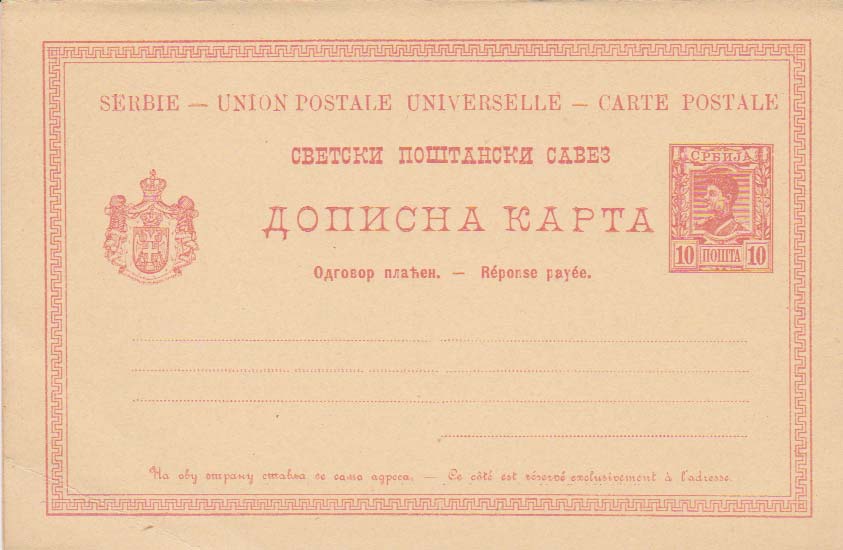 SERBIE — UNION POSTALE UNIVERSELLE — CARTE POSTALE
СВЕТСКИ ПОШТАНСКИ САВЕЗ
СРБИЈА
ДОПИСНА КАРТА
10 ПОШТА 10
Одговор плаћен. — Réponse payée.
На ову страну ставља се само адреса. — Ce côté est réservé exclusivement à l'adresse.